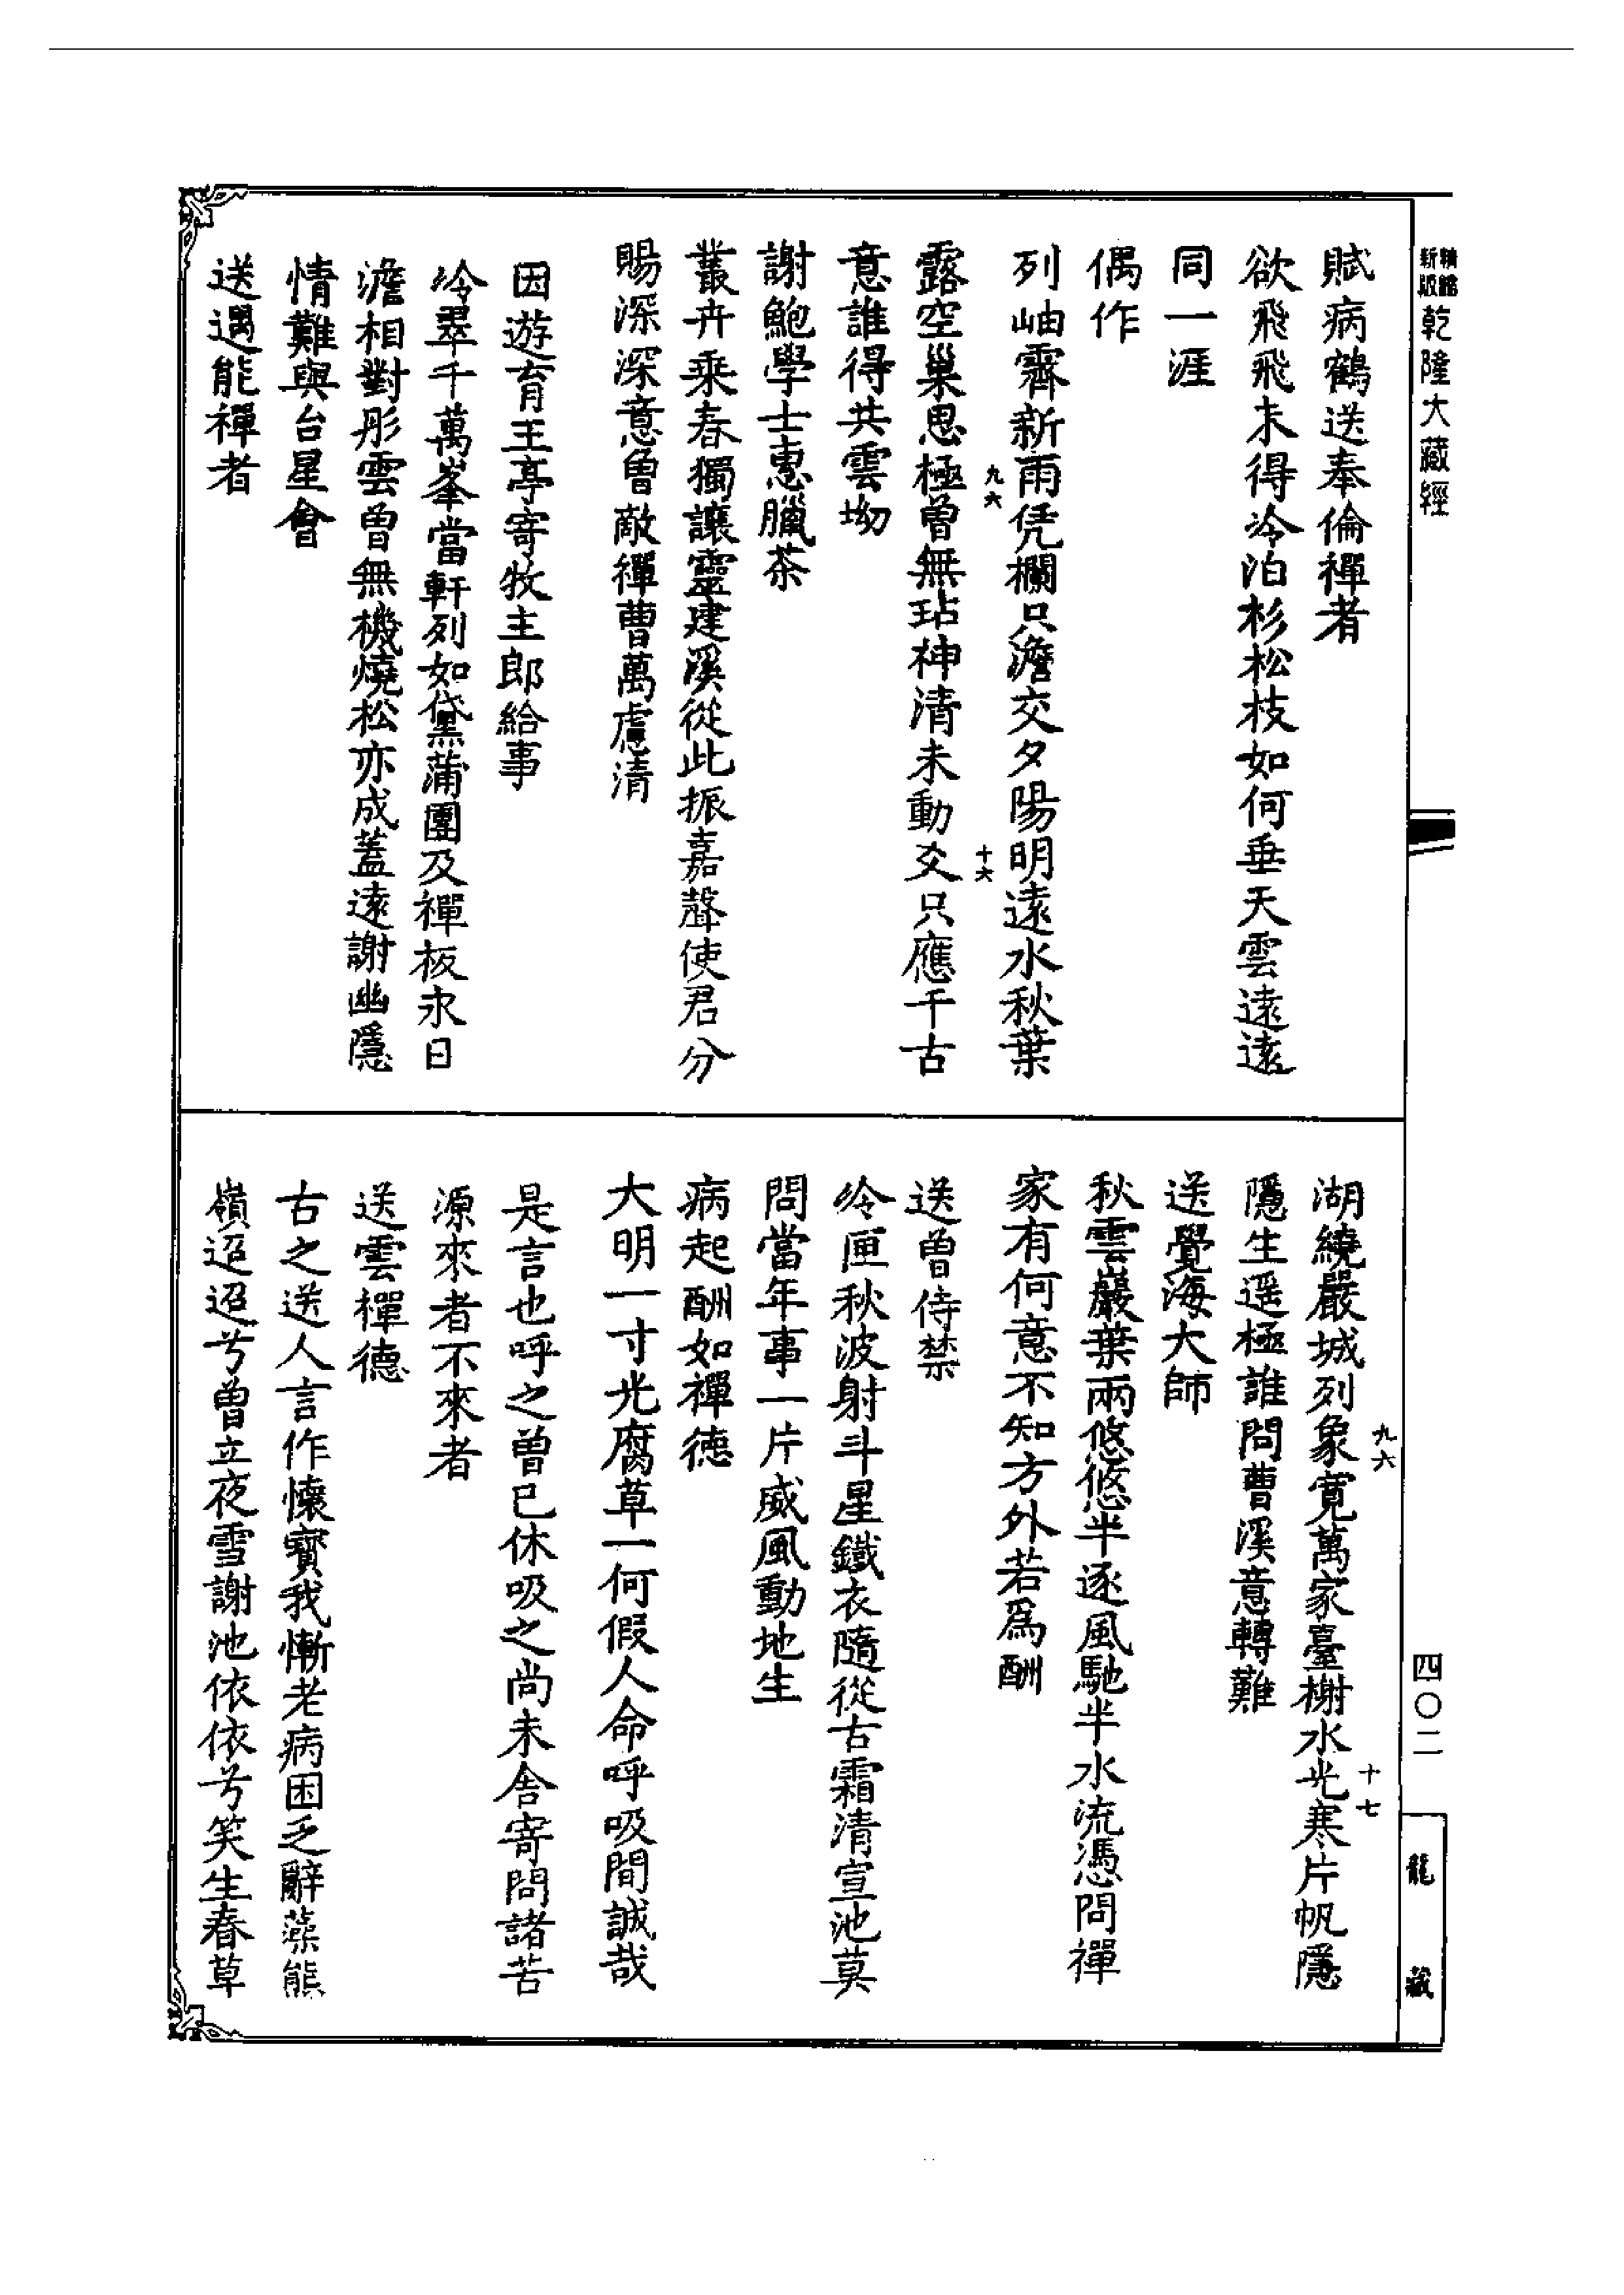 乾隆大藏經
賦病鶴送奉倫禪者
欲飛飛未得冷泊杉松枝如何垂天雲遠遠
同一涯
偶作
列岫霽新雨凭欄只澹交夕陽明遠水秋葉
九六
十六
露空巢思極曾無玷神清未動爻只應千古
意誰得共雲坳
謝鮑學士惠臘茶
叢卉乘春獨讓靈建溪從此振嘉聲使君分
賜深深意曾敵禪曹萬慮清
因遊育王亭寄牧主郎給事
冷翠千萬峯當軒列如黛蒲團及禪板永日
澹相對彤雲曾無機燒松亦成蓋遠謝幽隱
情難與台星會
送遇能禪者
四〇二
龍藏
九六
十七
湖繞嚴城列象寬萬家臺榭水光寒片帆隱
隱生遥極誰問曹溪意轉難
送覺海大師
秋雲巖葉兩悠悠半逐風馳半水流憑問禪
家有何意不知方外若爲酬
送曾侍禁
冷匣秋波射斗星鐵衣隨從古霜清宣池莫
問當年事一片威風動地生
病起酬如禪德
大明一寸光腐草一何假人命呼吸間誠哉
是言也呼之曾已休吸之尚未舍寄問諸苦
源來者不來者
送雲禪德
古之送人言作懷寶我慚老病困乏辭藻能
嶺迢迢兮曾立夜雪謝池依依兮笑生春草